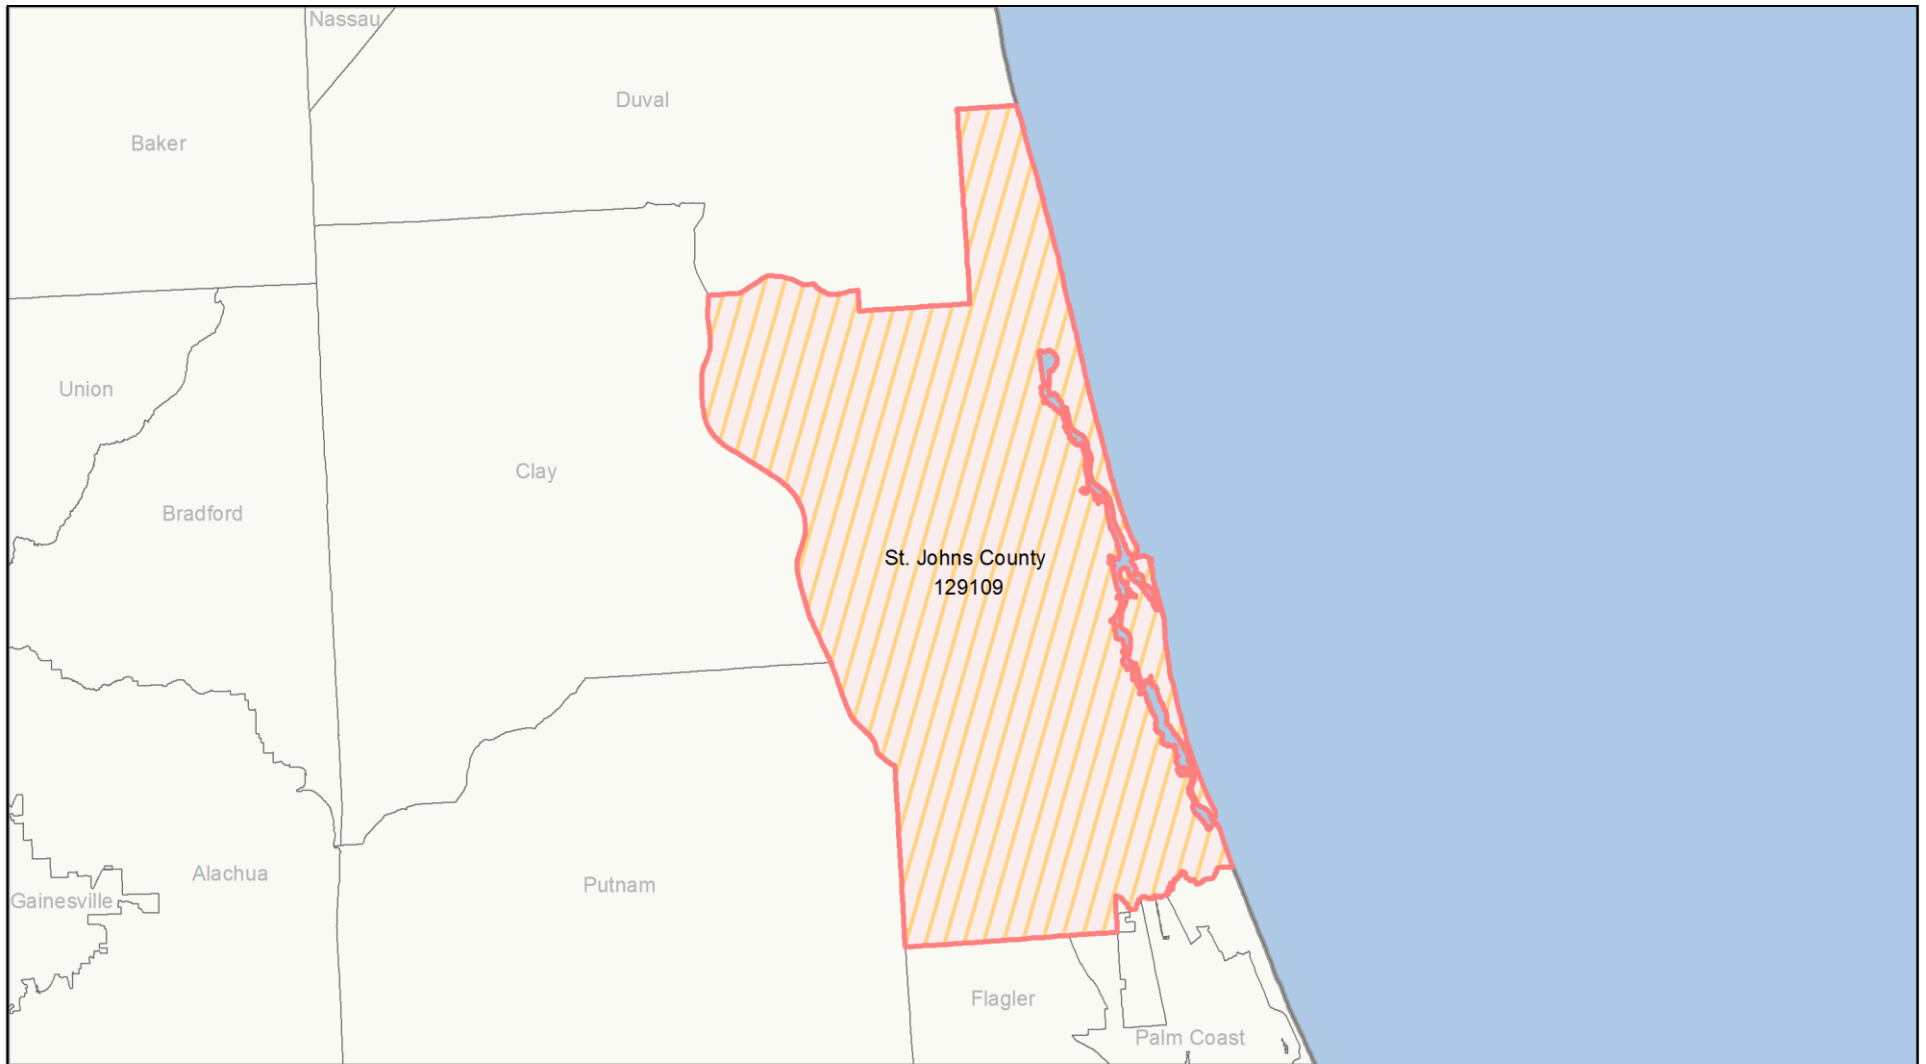 Nassau
Duval
Baker
Union
Clay
Bradford
St. Johns County
129109
Alachua
Putnam
Gainesville
Flagler
Palm Coast